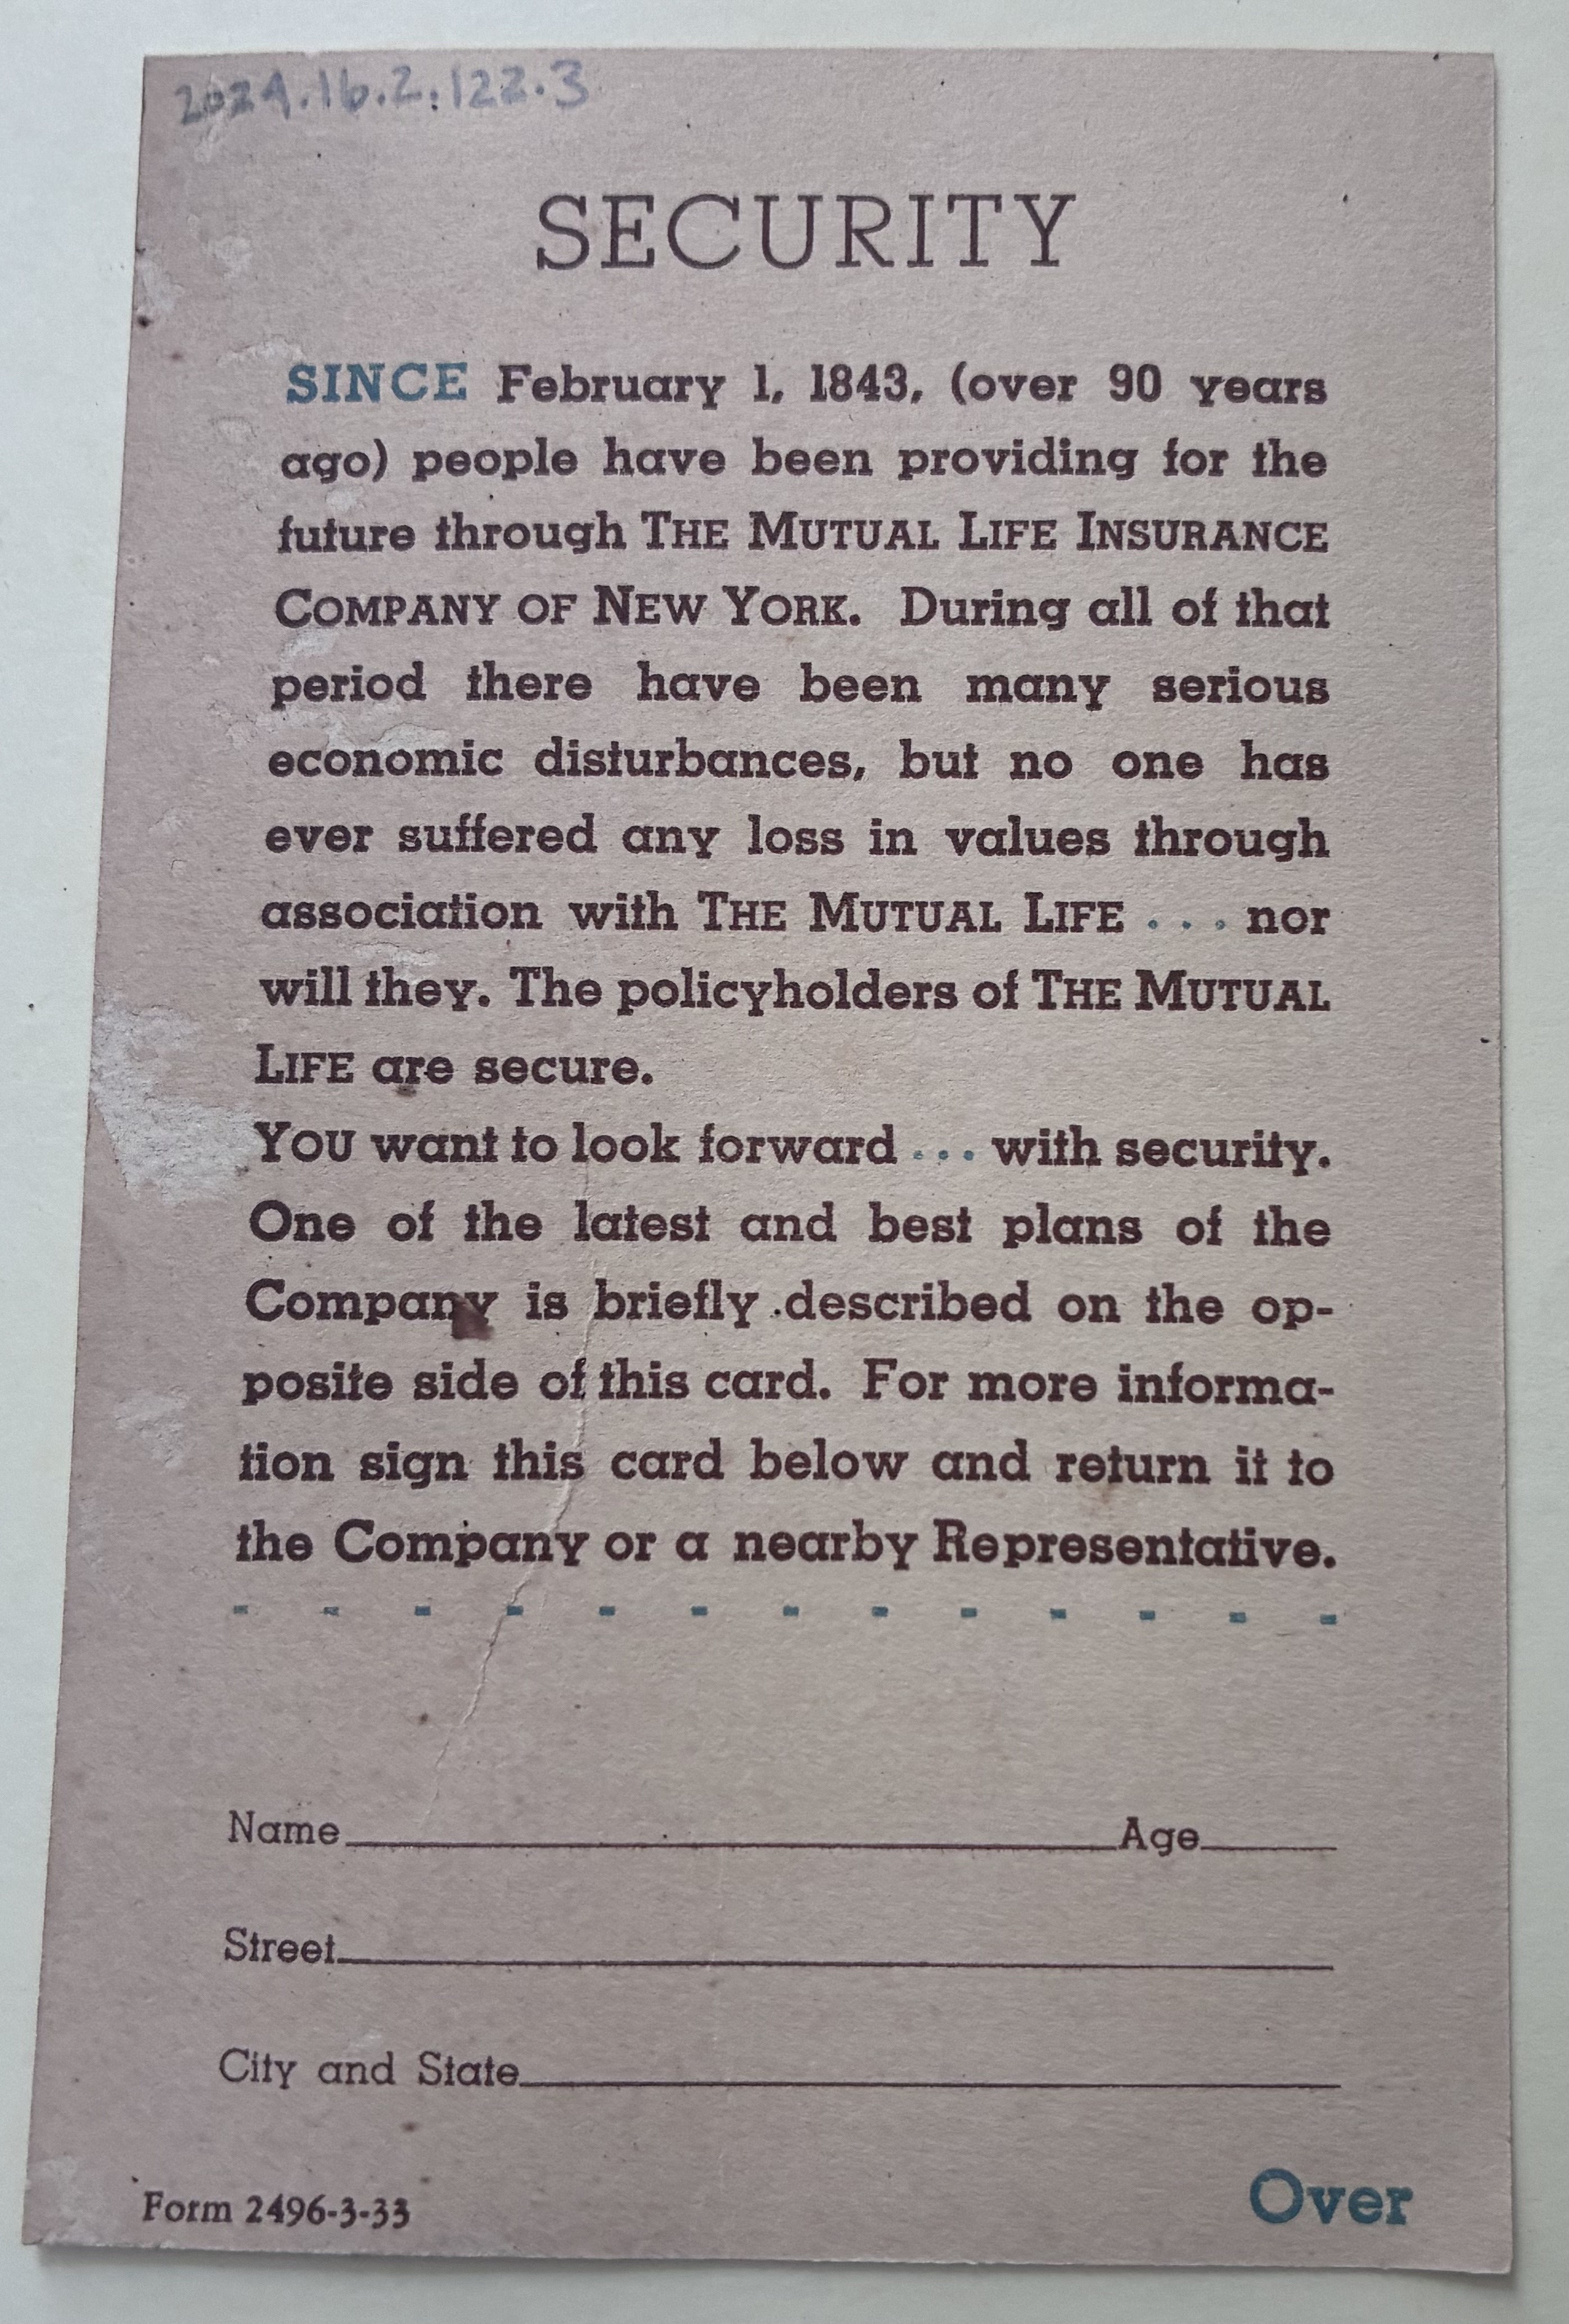 2024.16.2:122.3
SECURITY
SINCE February 1, 1843, (over 90 years
ago) people have been providing for the
future through THE MUTUAL LIFE INSURANCE
COMPANY OF NEW YORK. During all of that
period there have been many serious
economic disturbances, but no one has
ever suffered any loss in values through
association with THE MUTUAL LIFE . . . nor
will they. The policyholders of THE MUTUAL
LIFE are secure.
YOU want to look forward . . . with security.
One of the latest and best plans of the
Company is briefly described on the op-
posite side of this card. For more informa-
tion sign this card below and return it to
the Company or a nearby Representative.
- - - - - - - - - - - - -
Name Age
Street
City and State
Form 2496-3-33
Over